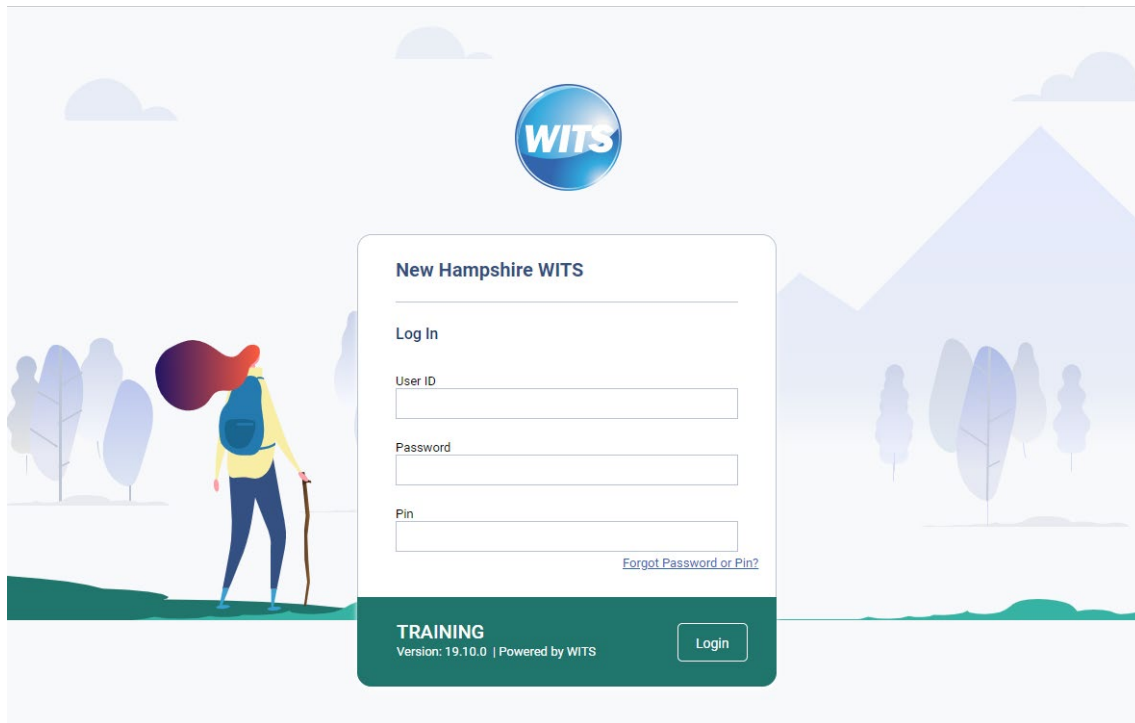 WITS
New Hampshire WITS
Log In
User ID
Password
Pin
Forgot Password or Pin?
TRAINING
Version: 19.10.0 | Powered by WITS
Login